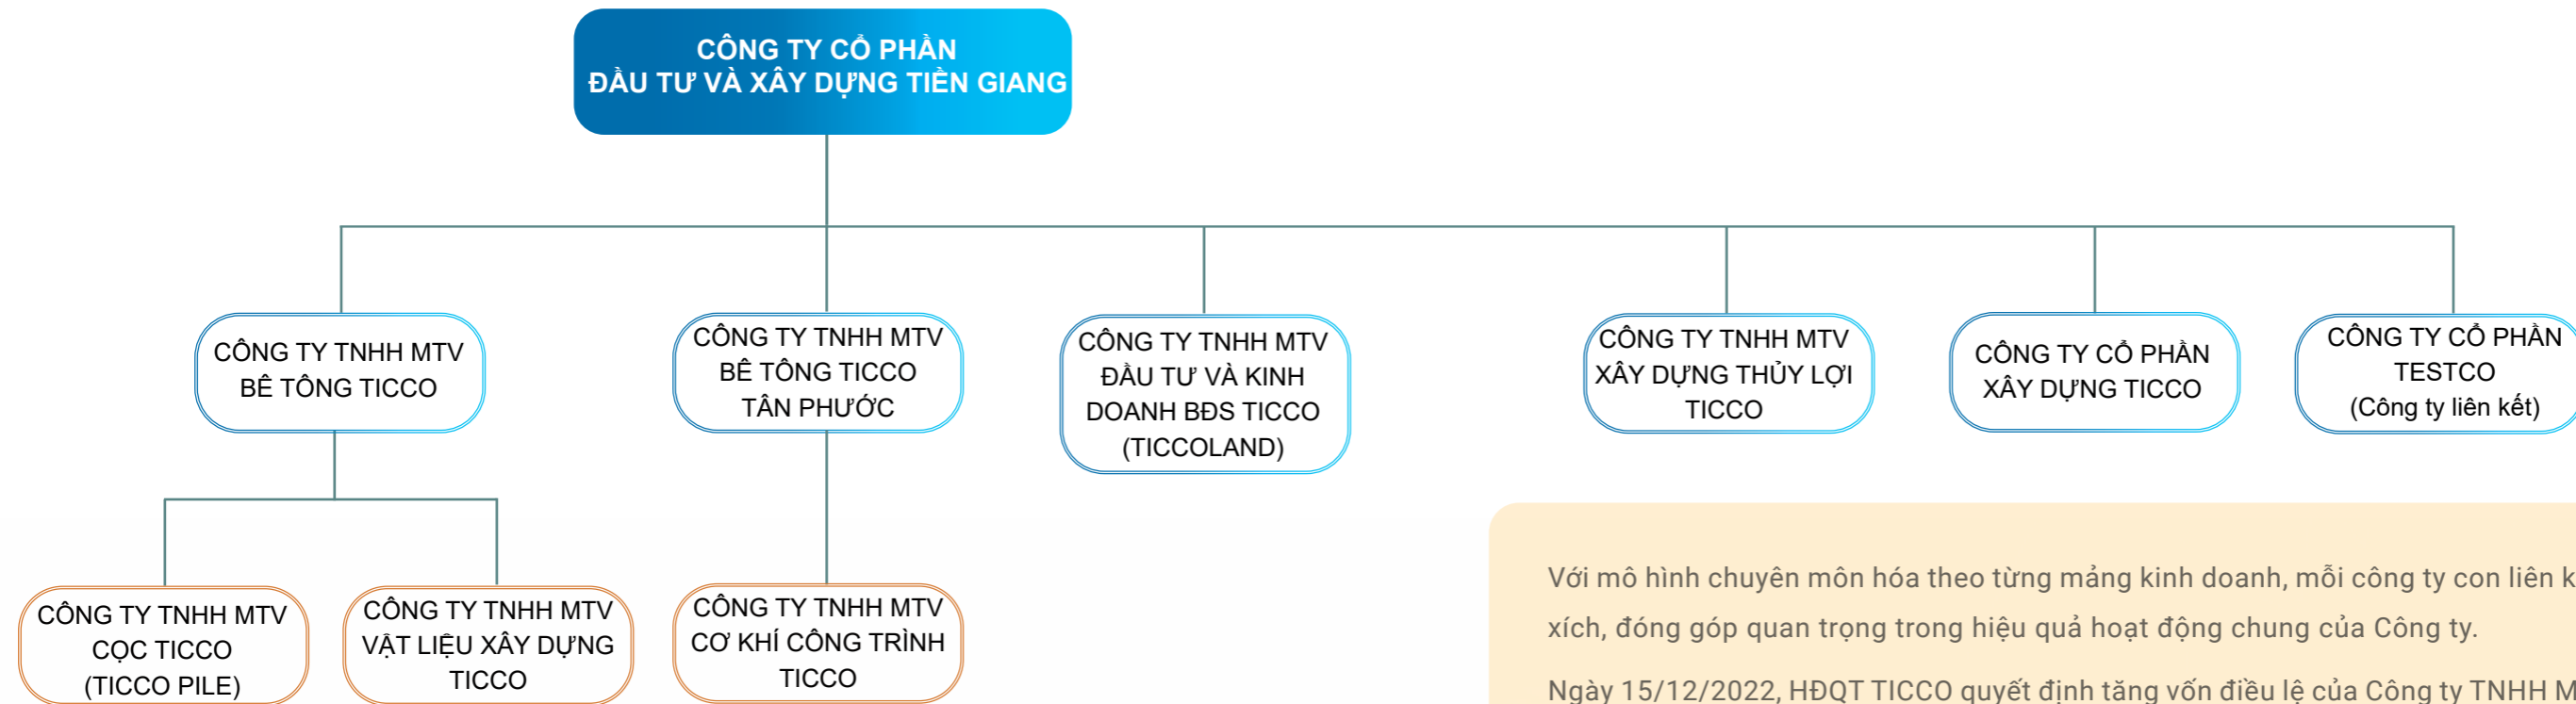 CÔNG TY CỔ PHẦN
ĐẦU TƯ VÀ XÂY DỰNG TIỀN GIANG
CÔNG TY TNHH MTV
BÊ TÔNG TICCO
CÔNG TY TNHH MTV
BÊ TÔNG TICCO
TÂN PHƯỚC
CÔNG TY TNHH MTV
ĐẦU TƯ VÀ KINH
DOANH BĐS TICCO
(TICCOLAND)
CÔNG TY TNHH MTV
XÂY DỰNG THỦY LỢI
TICCO
CÔNG TY CỔ PHẦN
XÂY DỰNG TICCO
CÔNG TY CỔ PHẦN
TESTCO
(Công ty liên kết)
CÔNG TY TNHH MTV
CỌC TICCO
(TICCO PILE)
CÔNG TY TNHH MTV
VẬT LIỆU XÂY DỰNG
TICCO
CÔNG TY TNHH MTV
CƠ KHÍ CÔNG TRÌNH
TICCO
Với mô hình chuyên môn hóa theo từng mảng kinh doanh, mỗi công ty con liên k
xích, đóng góp quan trọng trong hiệu quả hoạt động chung của Công ty.
Ngày 15/12/2022, HĐQT TICCO quyết định tăng vốn điều lệ của Công ty TNHH M